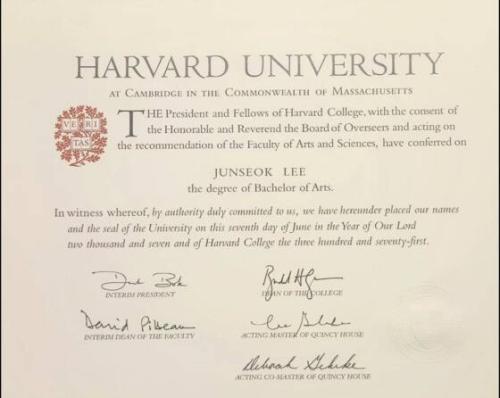 HARVARD UNIVERSITY
AT CAMBRIDGE IN THE COMMONWEALTH OF MASSACHUSETTS
VE RI
TAS
THE President and Fellows of Harvard College, with the consent of
the Honorable and Reverend the Board of Overseers and acting on
the recommendation of the Faculty of Arts and Sciences, have conferred on
JUNSEOK LEE
the degree of Bachelor of Arts.
In witness whereof, by authority duly committed to us, we have hereunder placed our names
and the seal of the University on this seventh day of June in the Year of Our Lord
two thousand and seven and of Harvard College the three hundred and seventy-first.
INTERIM PRESIDENT
DEAN OF THE COLLEGE
David Pilbeam
INTERIM DEAN OF THE FACULTY
ACTING MASTER OF QUINCY HOUSE
Deborah Gehrke
ACTING CO-MASTER OF QUINCY HOUSE